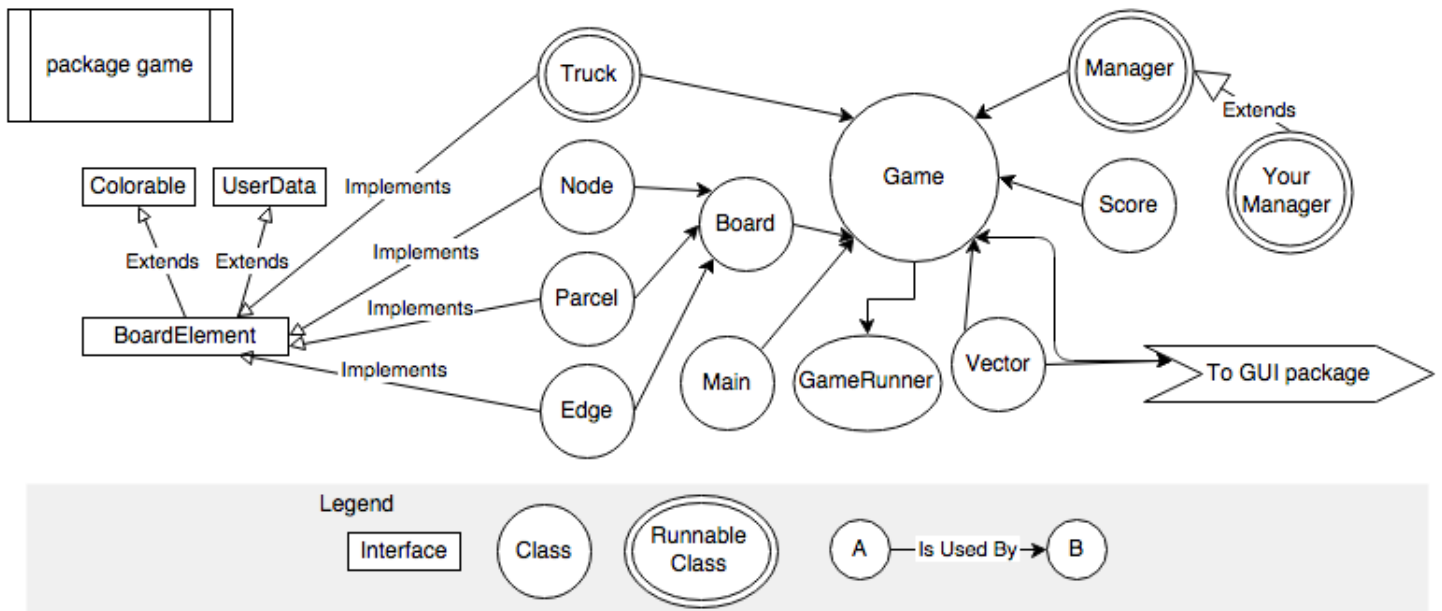 package game
Truck
Manager
Extends
Colorable
UserData
Implements
Node
Game
Your
Manager
Board
Score
Extends
Extends
Implements
Parcel
Implements
BoardElement
Implements
Main
GameRunner
Vector
To GUI package
Edge
Legend
Interface
Class
Runnable
Class
A
Is Used By
B